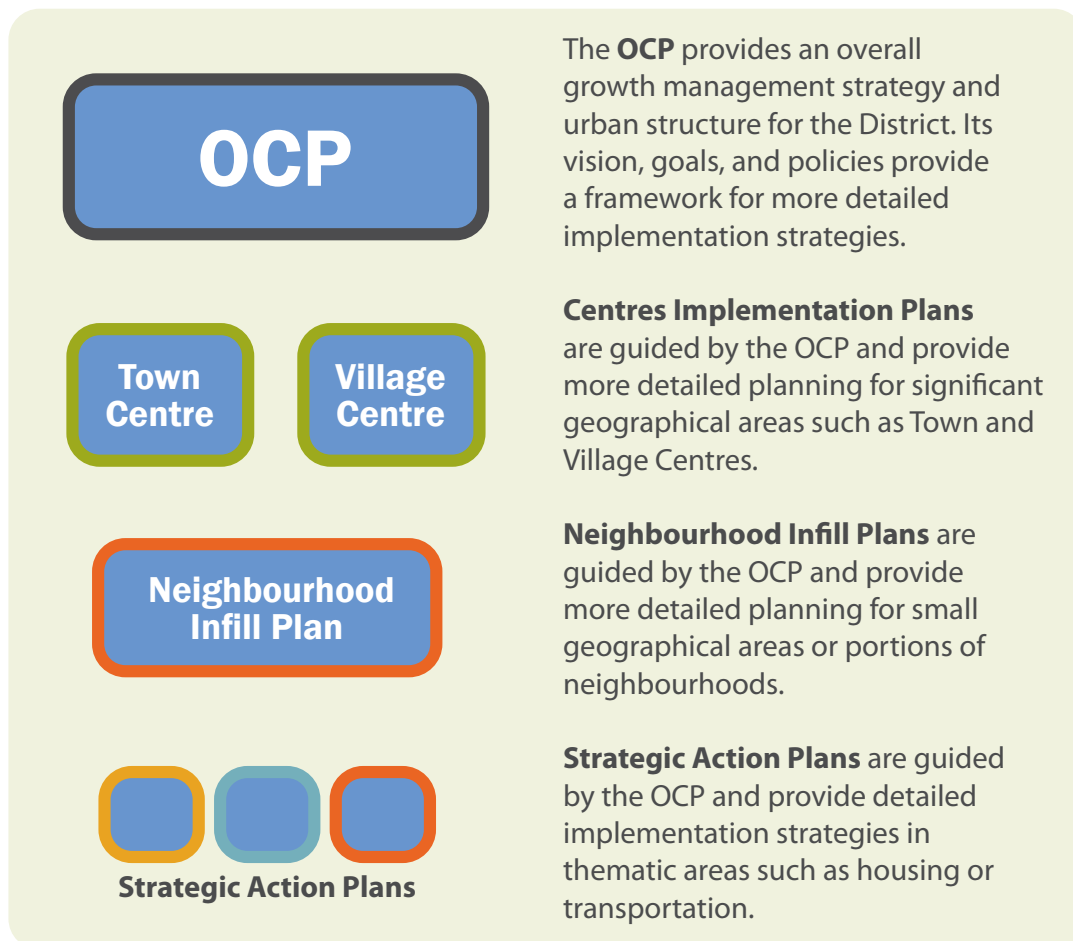 OCP
The OCP provides an overall
growth management strategy and
urban structure for the District. Its
vision, goals, and policies provide
a framework for more detailed
implementation strategies.
Town
Centre
Village
Centre
Centres Implementation Plans
are guided by the OCP and provide
more detailed planning for significant
geographical areas such as Town and
Village Centres.
Neighbourhood
Infill Plan
Neighbourhood Infill Plans are
guided by the OCP and provide
more detailed planning for small
geographical areas or portions of
neighbourhoods.
Strategic Action Plans
Strategic Action Plans are guided
by the OCP and provide detailed
implementation strategies in
thematic areas such as housing or
transportation.